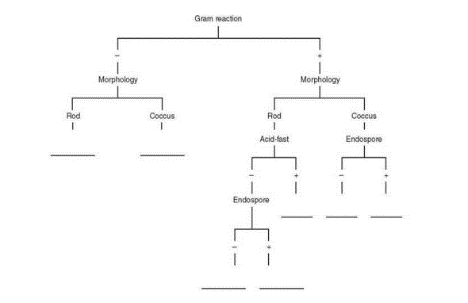 Gram reaction
− +
Morphology Morphology
Rod Coccus Rod Coccus
Acid-fast Endospore
− + − +
Endospore
− +